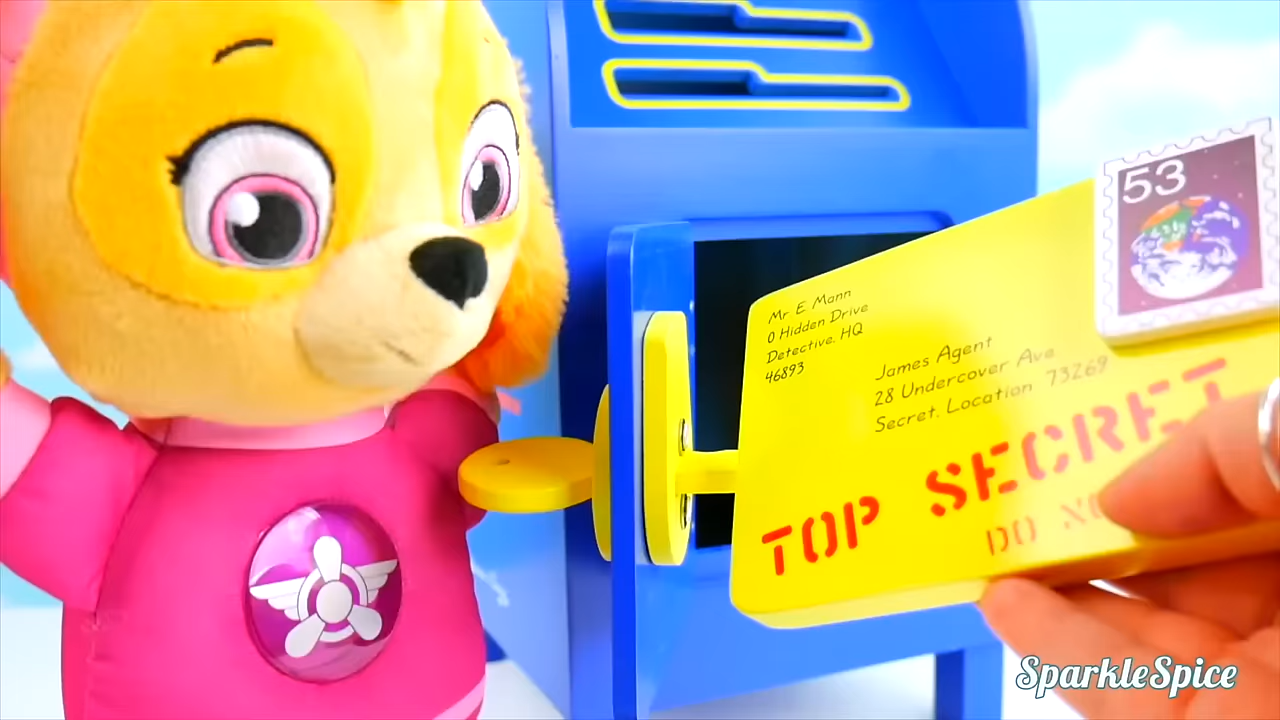 53
Mr E. Mann
0 Hidden Drive
Detective. HQ
46893
James Agent
28 Undercover Ave
Secret. Location 73269
TOP SECRET
DO
SparkleSpice